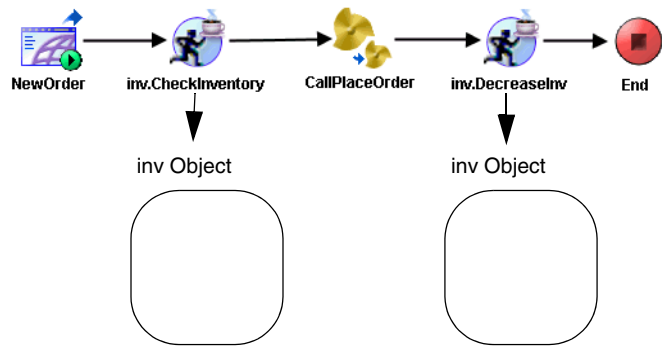 NewOrder
inv.CheckInventory
CallPlaceOrder
inv.DecreaseInv
End
inv Object
inv Object